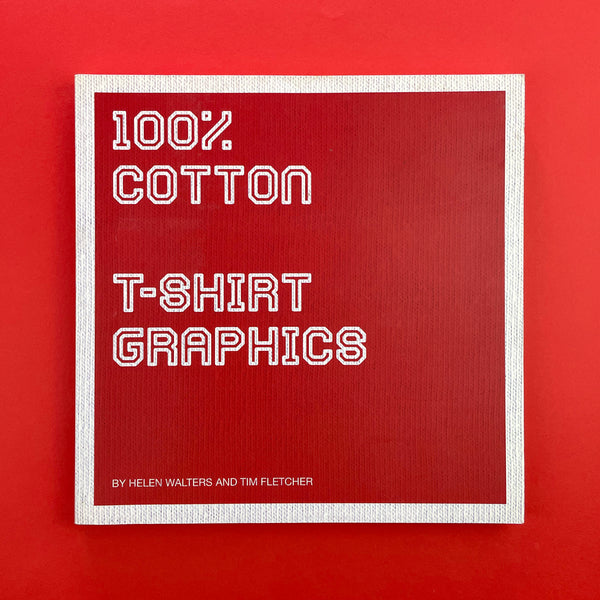 100%
COTTON
T-SHIRT
GRAPHICS
BY HELEN WALTERS AND TIM FLETCHER